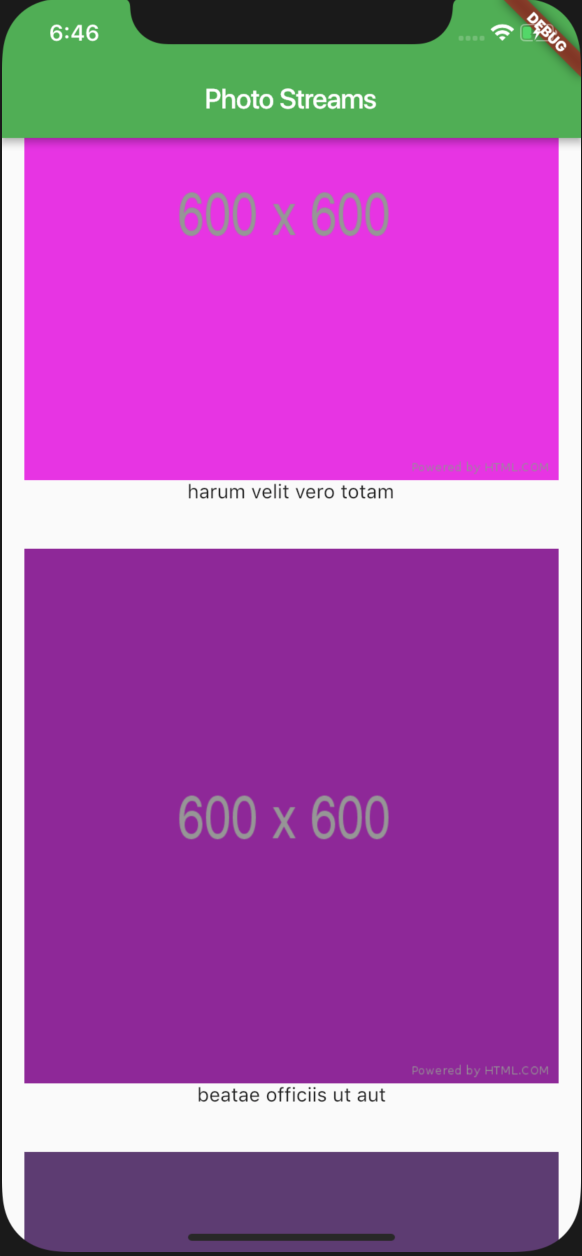 6:46
DEBUG
Photo Streams
600 x 600
Powered by HTML.COM
harum velit vero totam
600 x 600
Powered by HTML.COM
beatae officiis ut aut